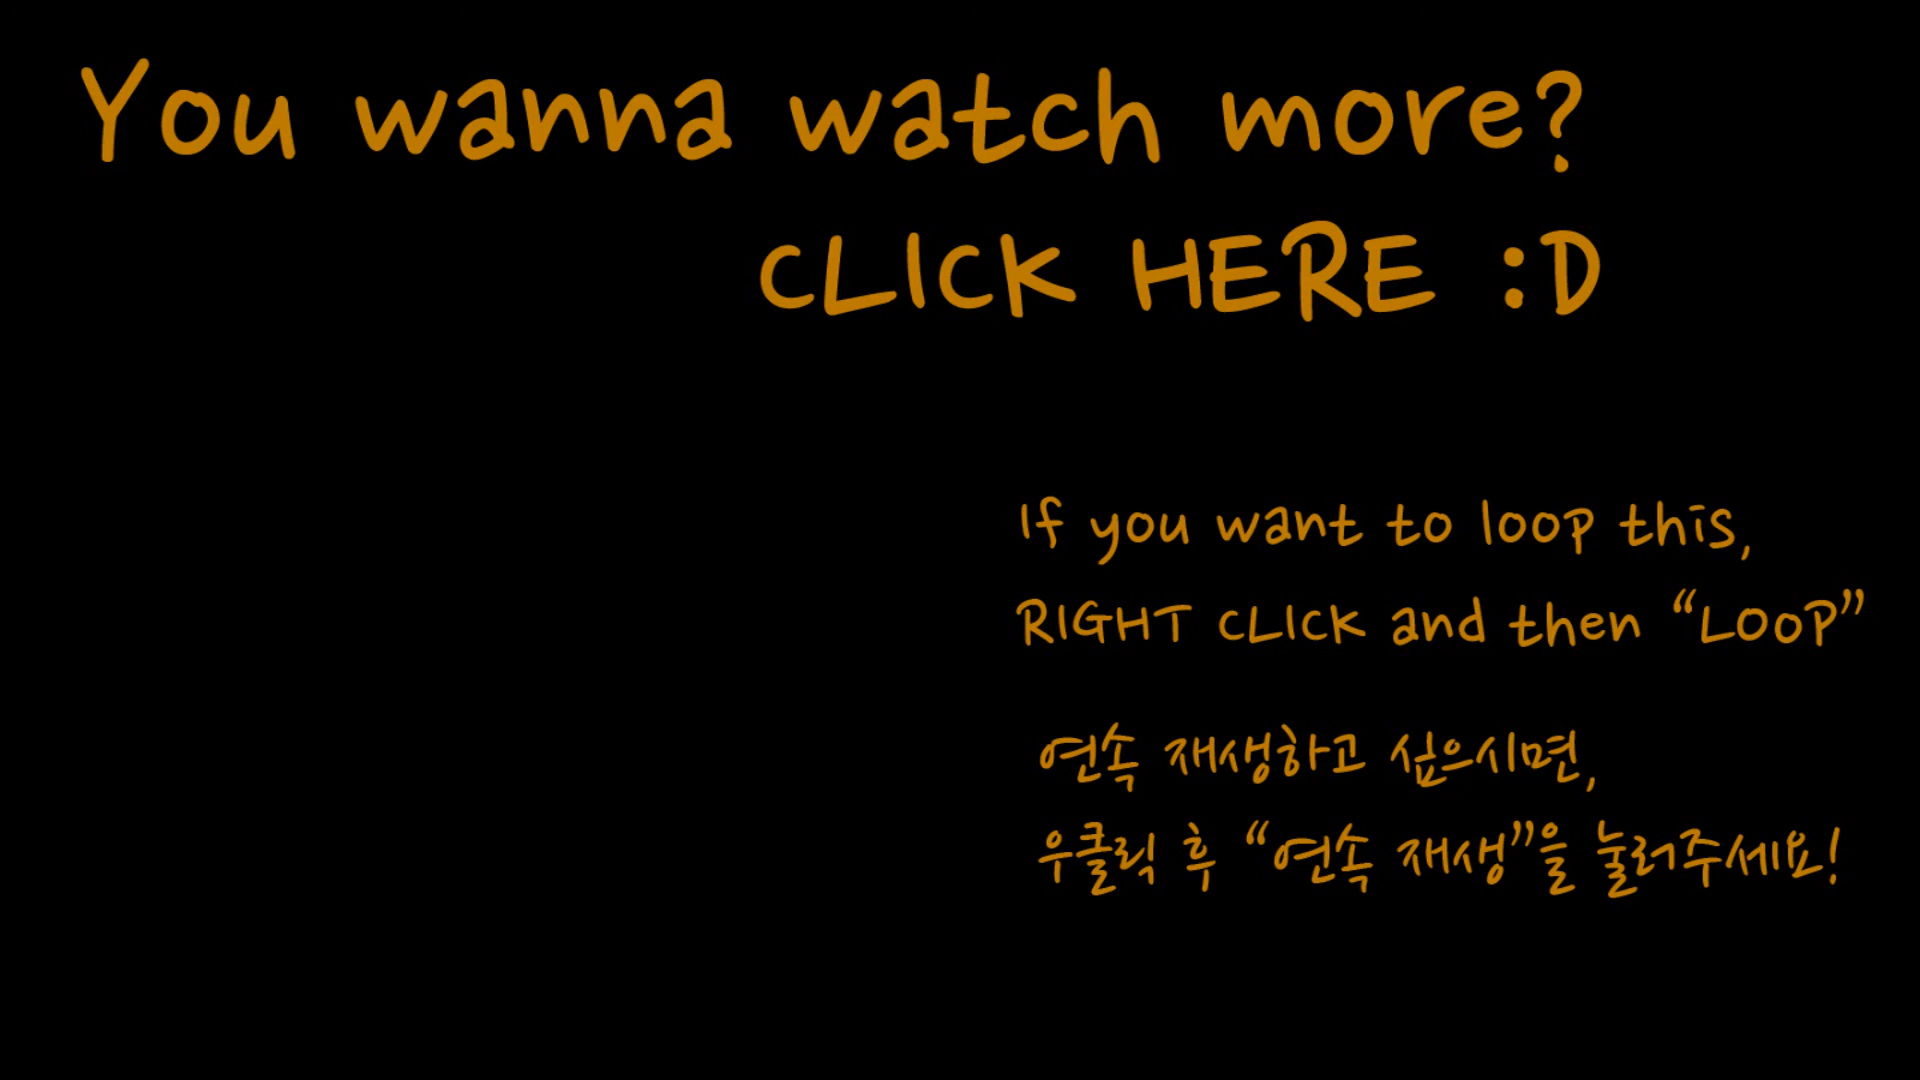 You wanna watch more?
CLICK HERE :D
If you want to loop this,
RIGHT CLICK and then “LOOP”
연속 재생하고 싶으시면,
우클릭 후 “연속 재생”을 눌러주세요!